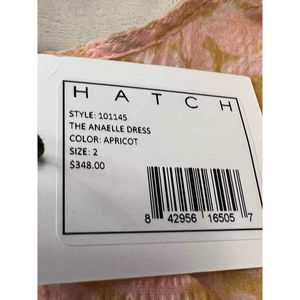 HATCH
STYLE: 101145
THE ANAELLE DRESS
COLOR: APRICOT
SIZE: 2
$348.00
8 42956 16505 7